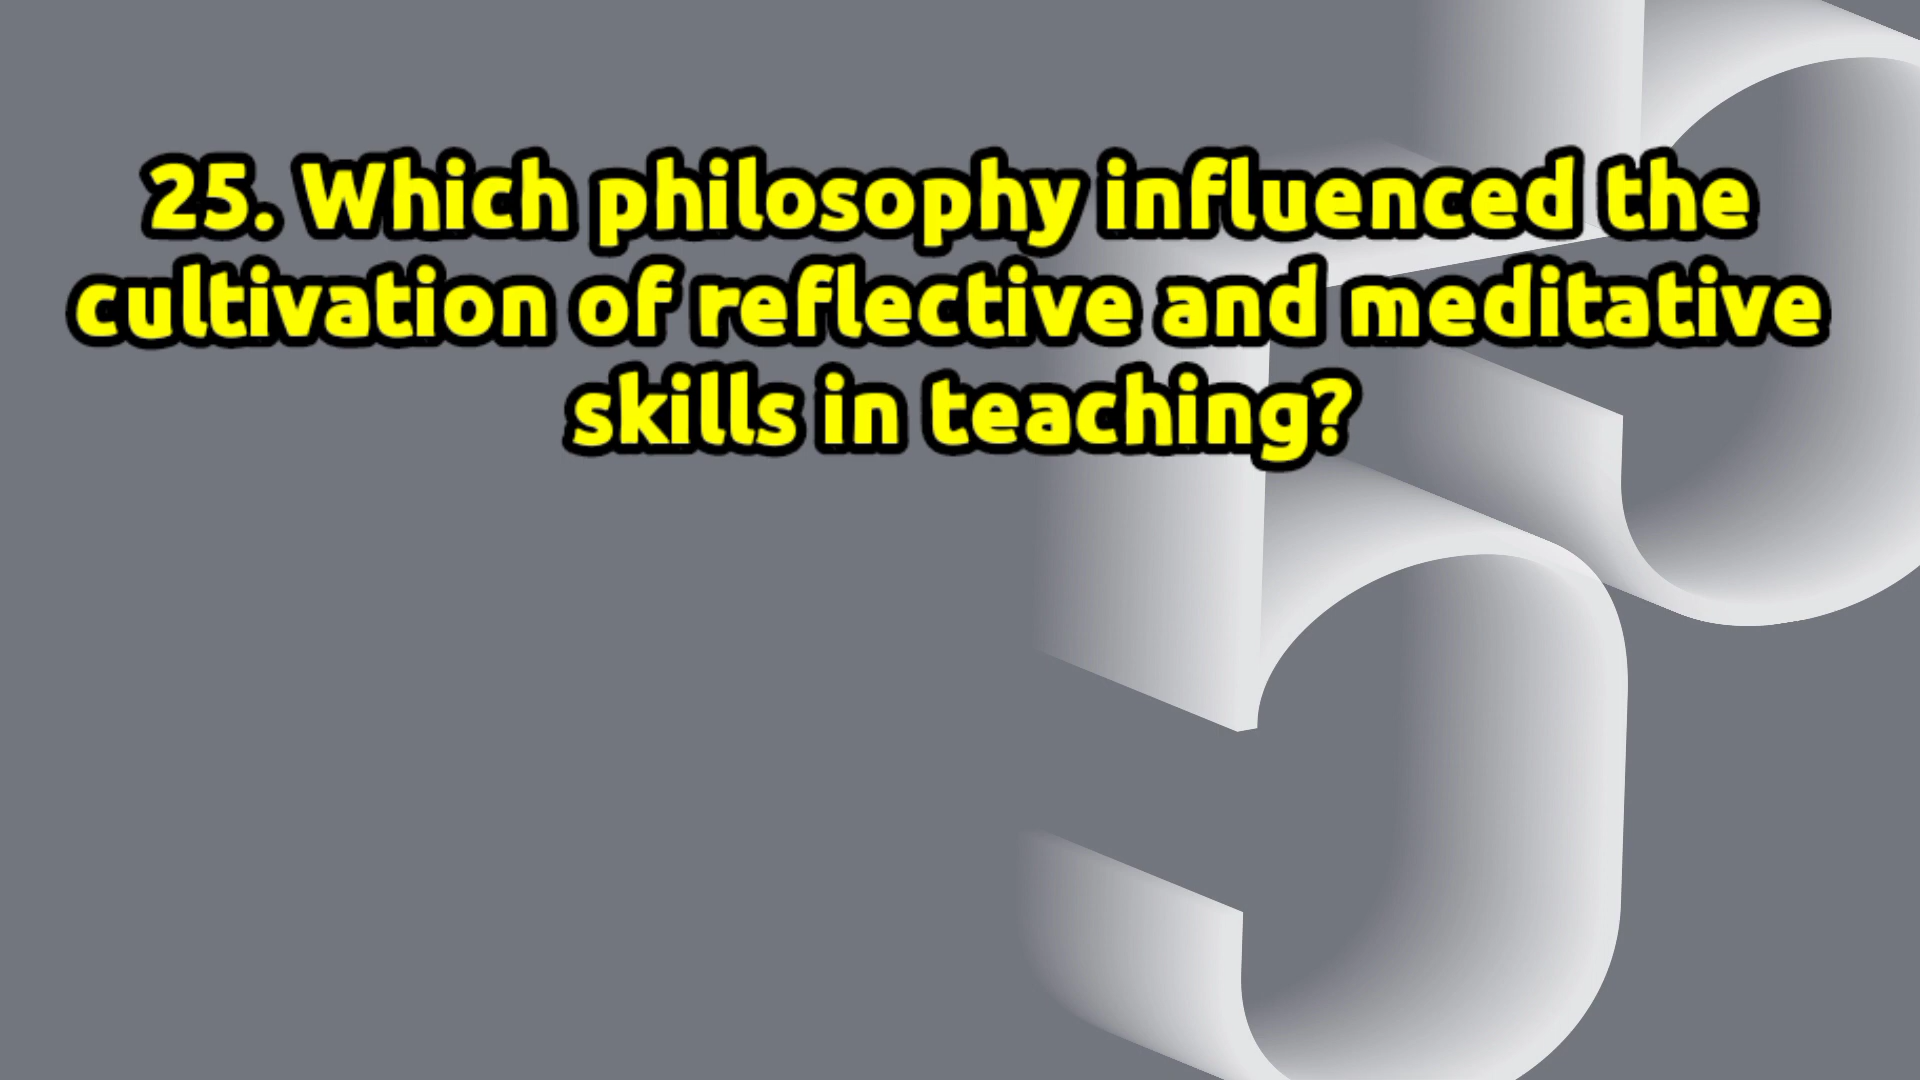 25. Which philosophy influenced the
cultivation of reflective and meditative
skills in teaching?